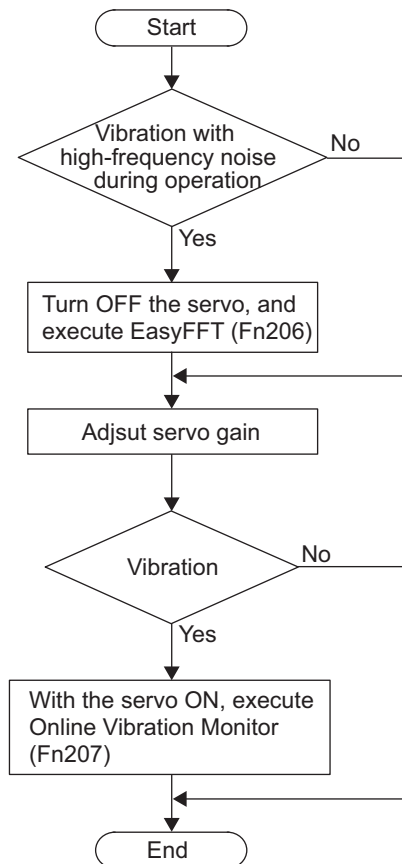 Start
Vibration with
high-frequency noise
during operation
No
Yes
Turn OFF the servo, and
execute EasyFFT (Fn206)
Adjsut servo gain
Vibration
No
Yes
With the servo ON, execute
Online Vibration Monitor
(Fn207)
End